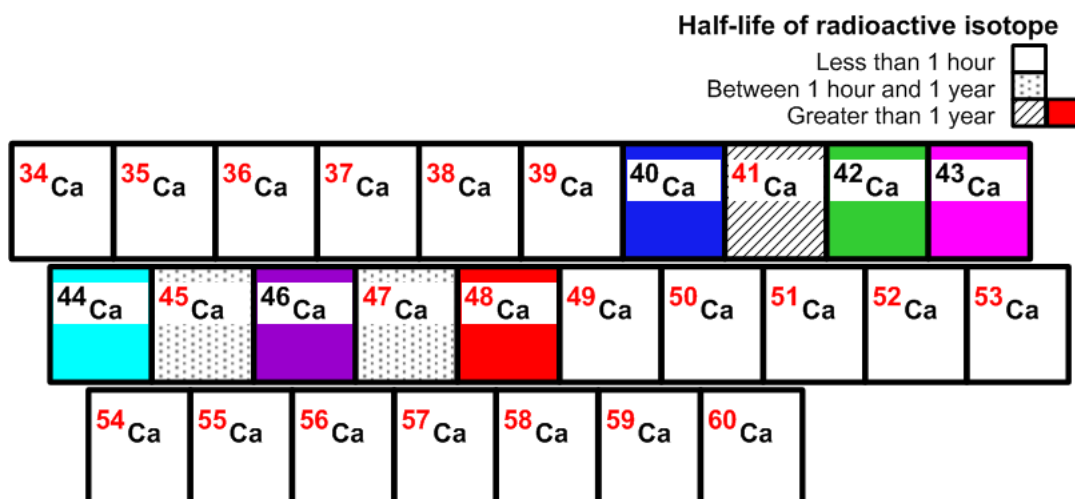 Half-life of radioactive isotope
Less than 1 hour
Between 1 hour and 1 year
Greater than 1 year
34Ca 35Ca 36Ca 37Ca 38Ca 39Ca 40Ca 41Ca 42Ca 43Ca
44Ca 45Ca 46Ca 47Ca 48Ca 49Ca 50Ca 51Ca 52Ca 53Ca
54Ca 55Ca 56Ca 57Ca 58Ca 59Ca 60Ca